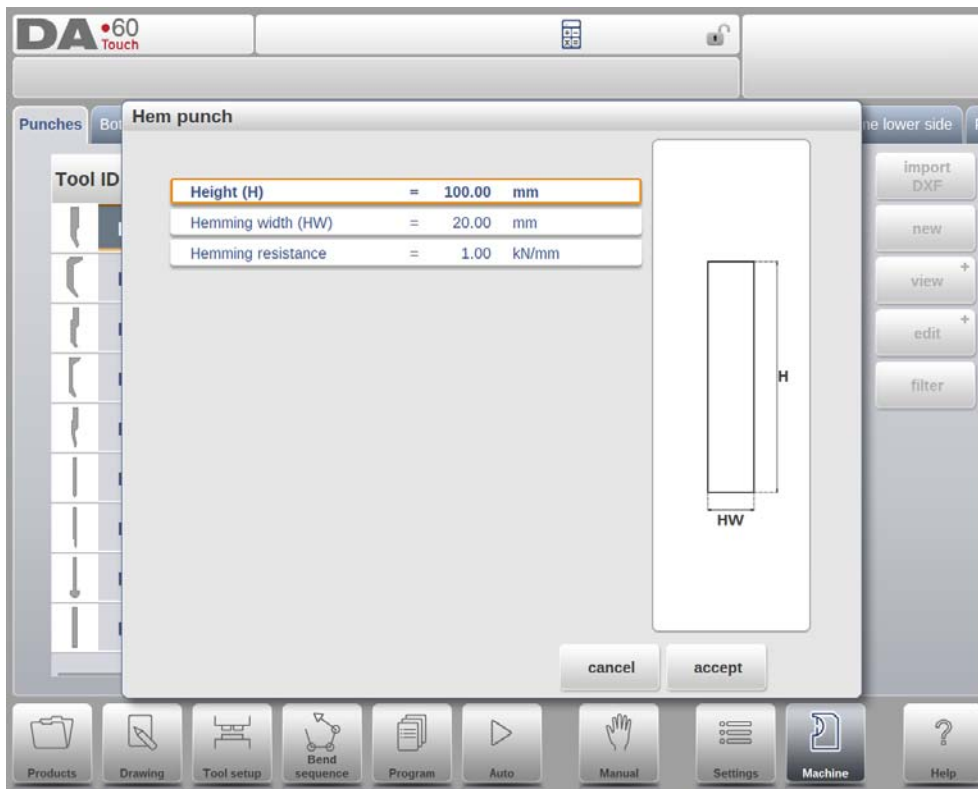 DA•60
Touch
Punches
Hem punch
ne lower side
Tool ID
Height (H) = 100.00 mm
Hemming width (HW) = 20.00 mm
Hemming resistance = 1.00 kN/mm
H
HW
import
DXF
new
view +
edit +
filter
cancel
accept
Products
Drawing
Tool setup
Bend
sequence
Program
Auto
Manual
Settings
Machine
Help